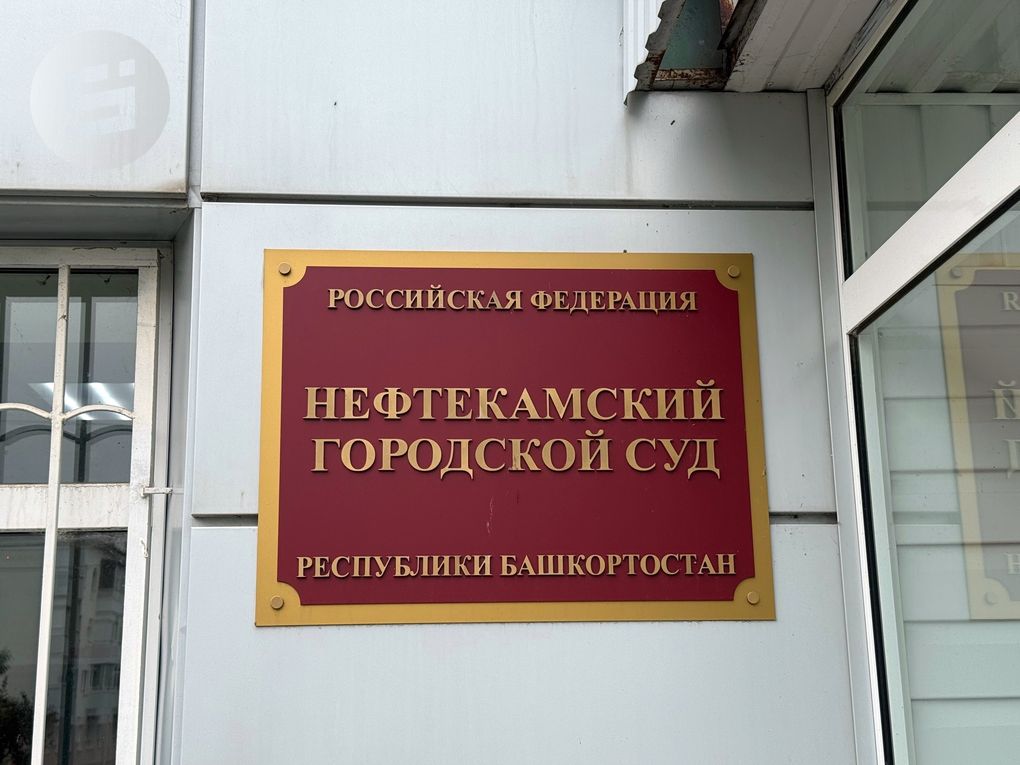 РОССИЙСКАЯ ФЕДЕРАЦИЯ
НЕФТЕКАМСКИЙ
ГОРОДСКОЙ СУД
РЕСПУБЛИКИ БАШКОРТОСТАН